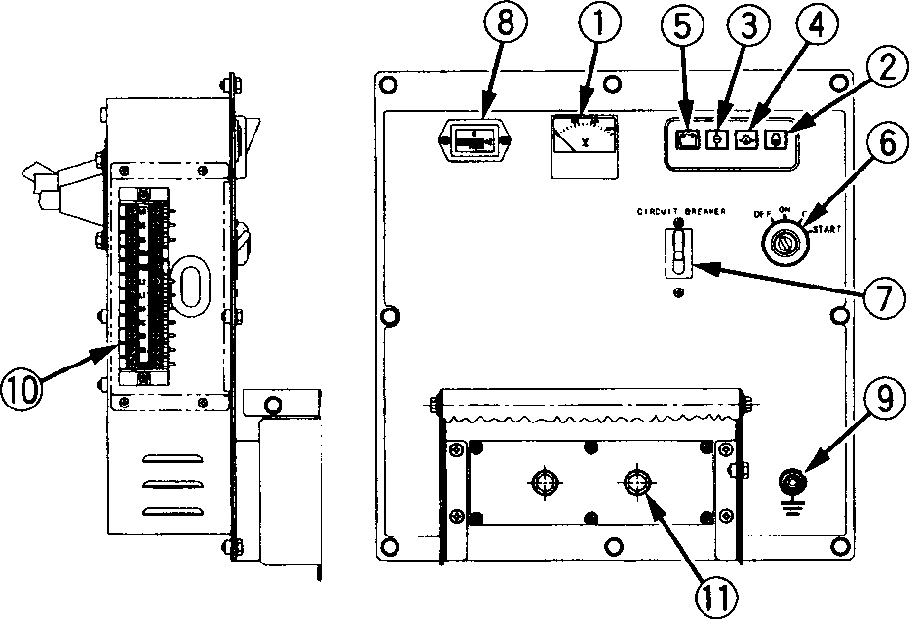 8 1 5 3 4
2
6
CIRCUIT BREAKER
OFF ON
START
7
10
9
11